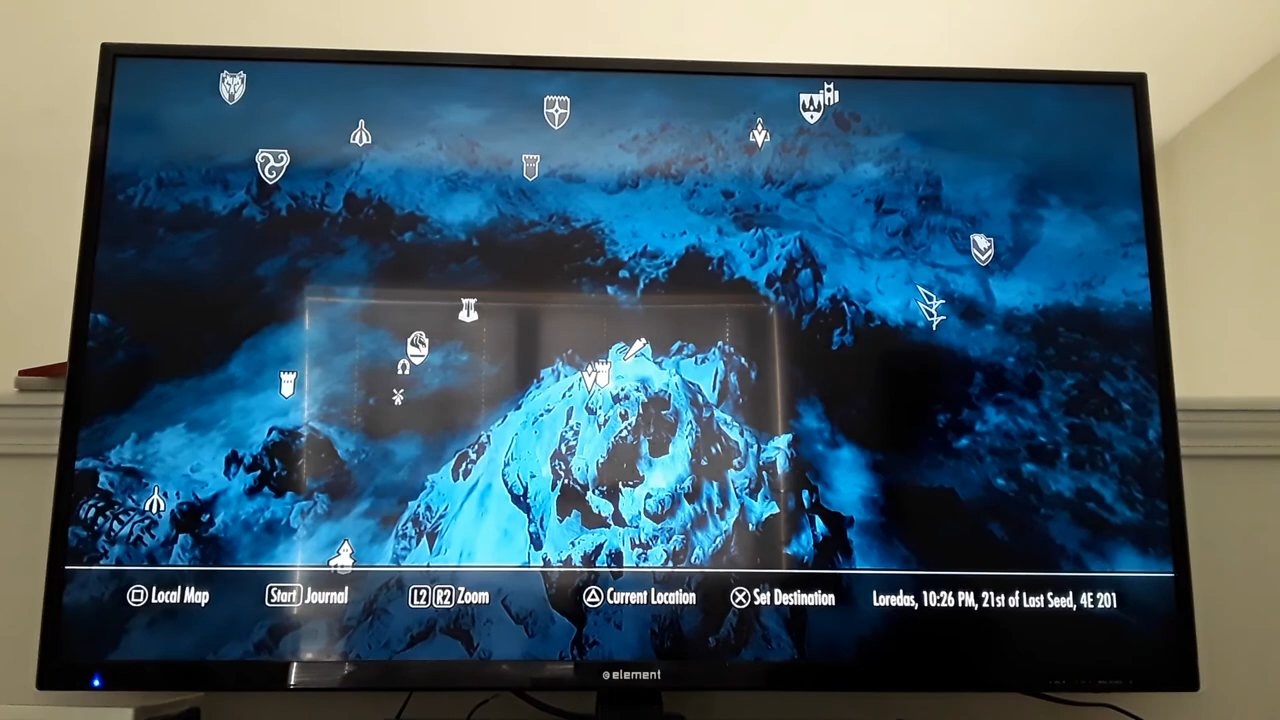 Local Map
Start Journal
L2 R2 Zoom
Current Location
Set Destination
Loredas, 10:26 PM, 21st of Last Seed, 4E 201
element